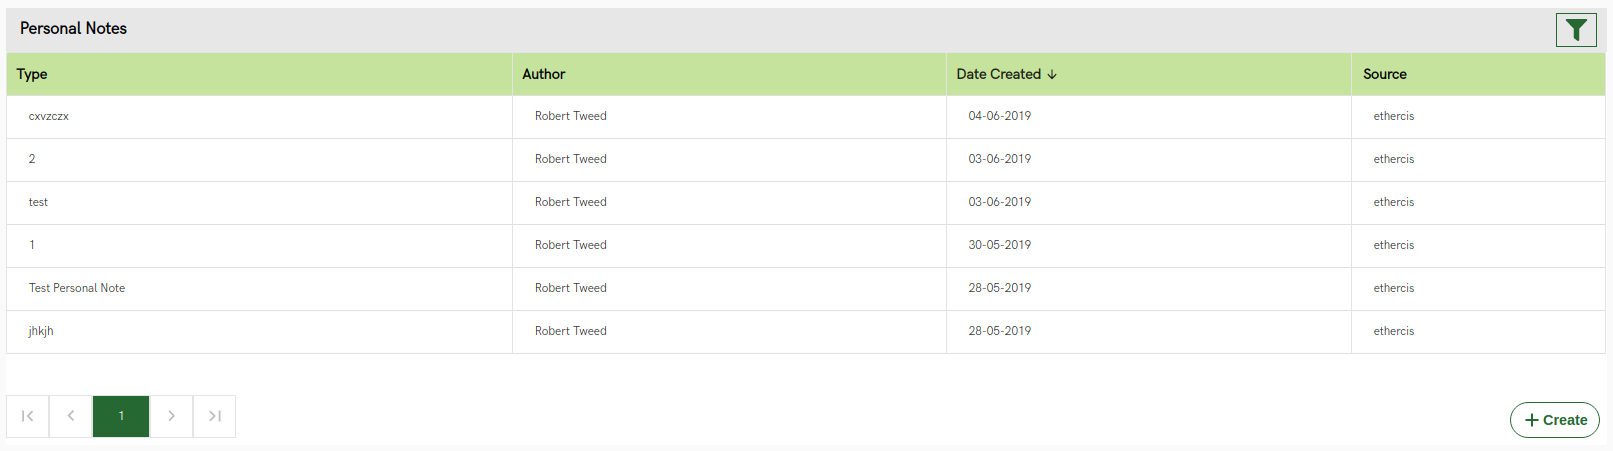 Personal Notes
Type Author Date Created Source
cxvzczx Robert Tweed 04-06-2019 ethercis
2 Robert Tweed 03-06-2019 ethercis
test Robert Tweed 03-06-2019 ethercis
1 Robert Tweed 30-05-2019 ethercis
Test Personal Note Robert Tweed 28-05-2019 ethercis
jhkjh Robert Tweed 28-05-2019 ethercis
1
Create